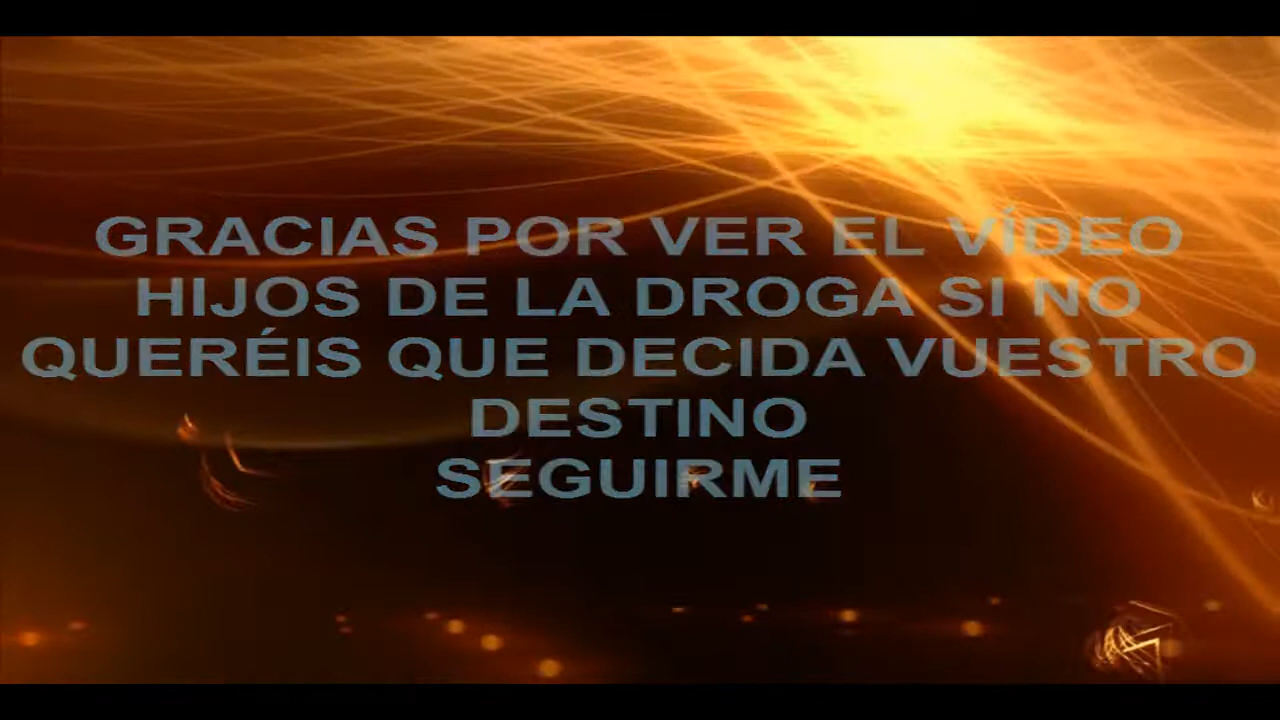 GRACIAS POR VER EL VÍDEO
HIJOS DE LA DROGA SI NO
QUERÉIS QUE DECIDA VUESTRO
DESTINO
SEGUIRME